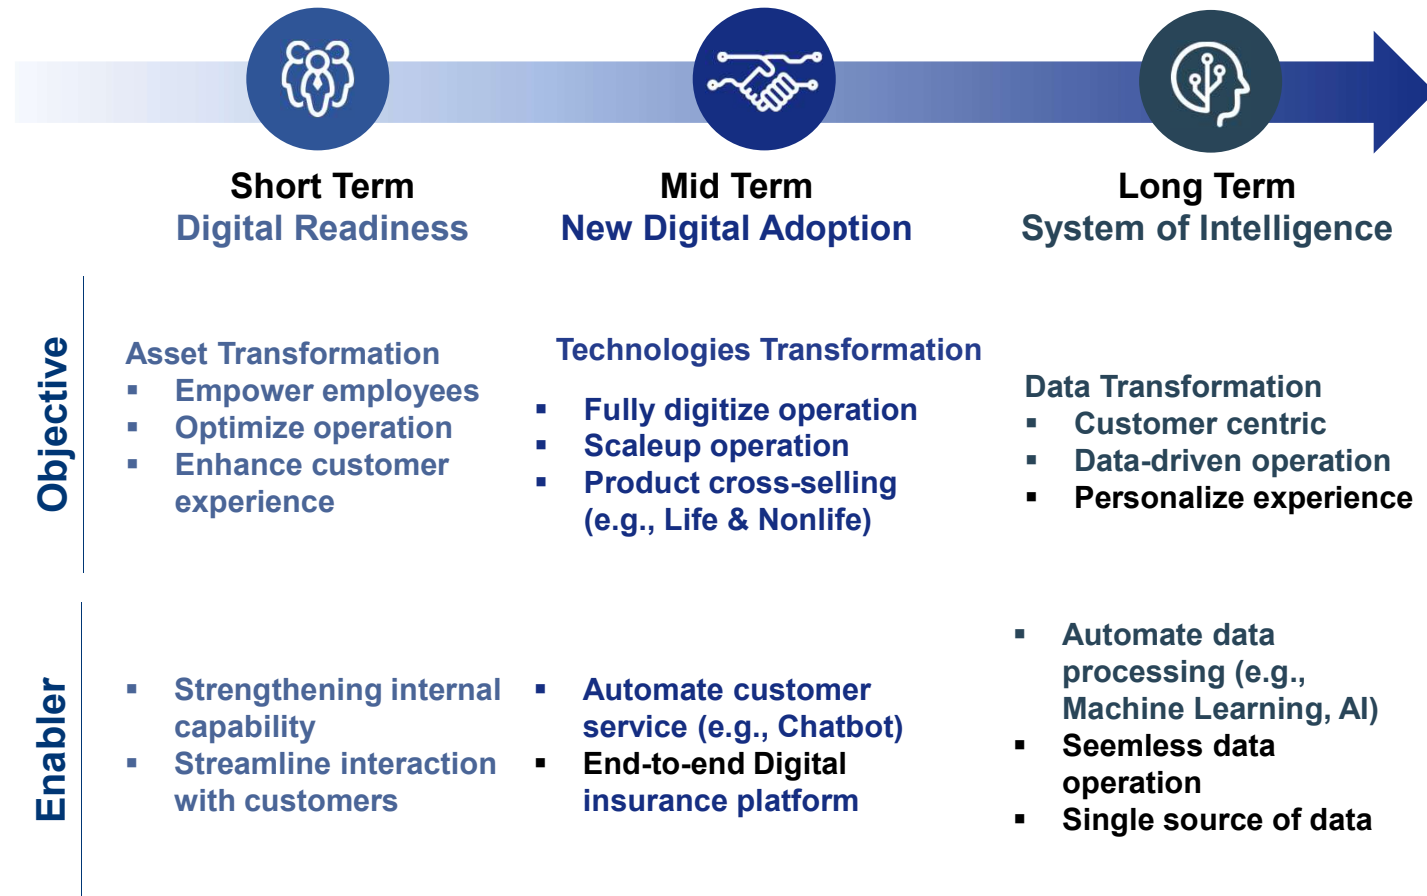 Short Term
Digital Readiness
Mid Term
New Digital Adoption
Long Term
System of Intelligence
Objective
Asset Transformation
▪ Empower employees
▪ Optimize operation
▪ Enhance customer
experience
Technologies Transformation
▪ Fully digitize operation
▪ Scaleup operation
▪ Product cross-selling
(e.g., Life & Nonlife)
Data Transformation
▪ Customer centric
▪ Data-driven operation
▪ Personalize experience
Enabler
▪ Strengthening internal
capability
▪ Streamline interaction
with customers
▪ Automate customer
service (e.g., Chatbot)
▪ End-to-end Digital
insurance platform
▪ Automate data
processing (e.g.,
Machine Learning, AI)
▪ Seemless data
operation
▪ Single source of data